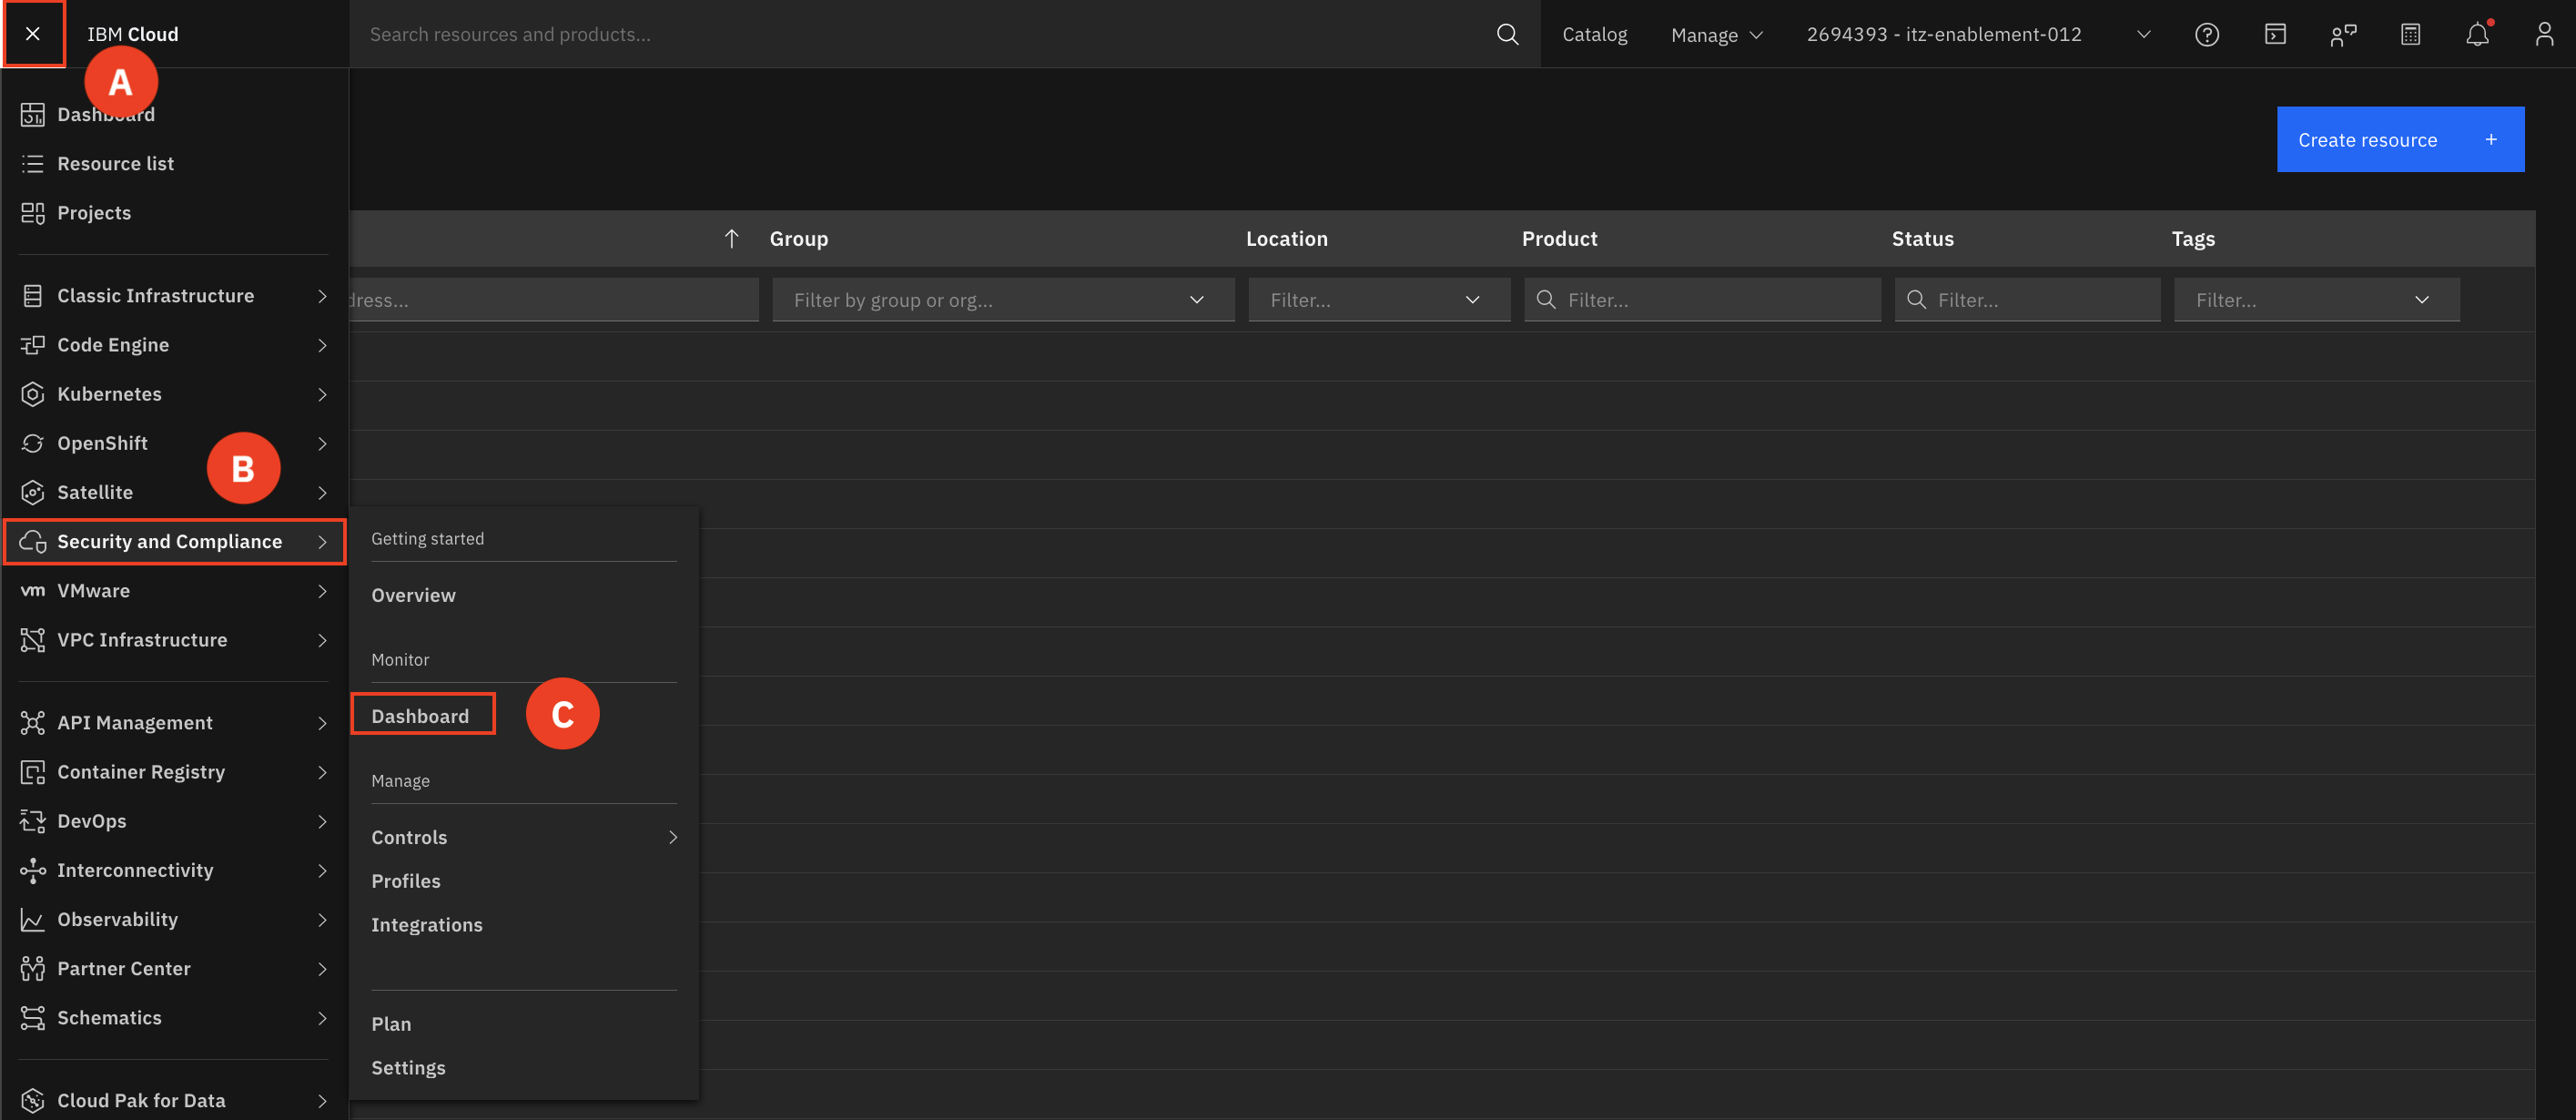 IBM Cloud
Search resources and products...
Catalog
Manage
2694393 - itz-enablement-012
A
Dashboard
Resource list
Projects
Create resource +
Group
Location
Product
Status
Tags
dress...
Filter by group or org...
Filter...
Filter...
Filter...
Filter...
Classic Infrastructure
Code Engine
Kubernetes
OpenShift
B
Satellite
Security and Compliance
vm VMware
VPC Infrastructure
API Management
Container Registry
DevOps
Interconnectivity
Observability
Partner Center
Schematics
Cloud Pak for Data
Getting started
Overview
Monitor
Dashboard
C
Manage
Controls
Profiles
Integrations
Plan
Settings